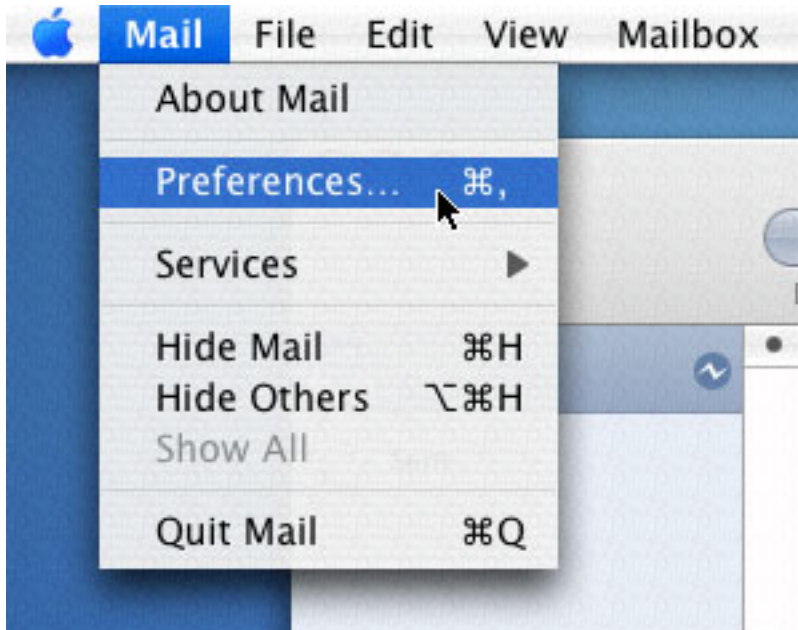 Mail File Edit View Mailbox
About Mail
Preferences... ⌘,
Services
Hide Mail ⌘H
Hide Others ⌥⌘H
Show All
Quit Mail ⌘Q